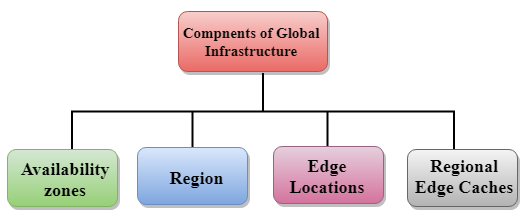 Compnents of Global
Infrastructure
Availability
zones
Region
Edge
Locations
Regional
Edge Caches